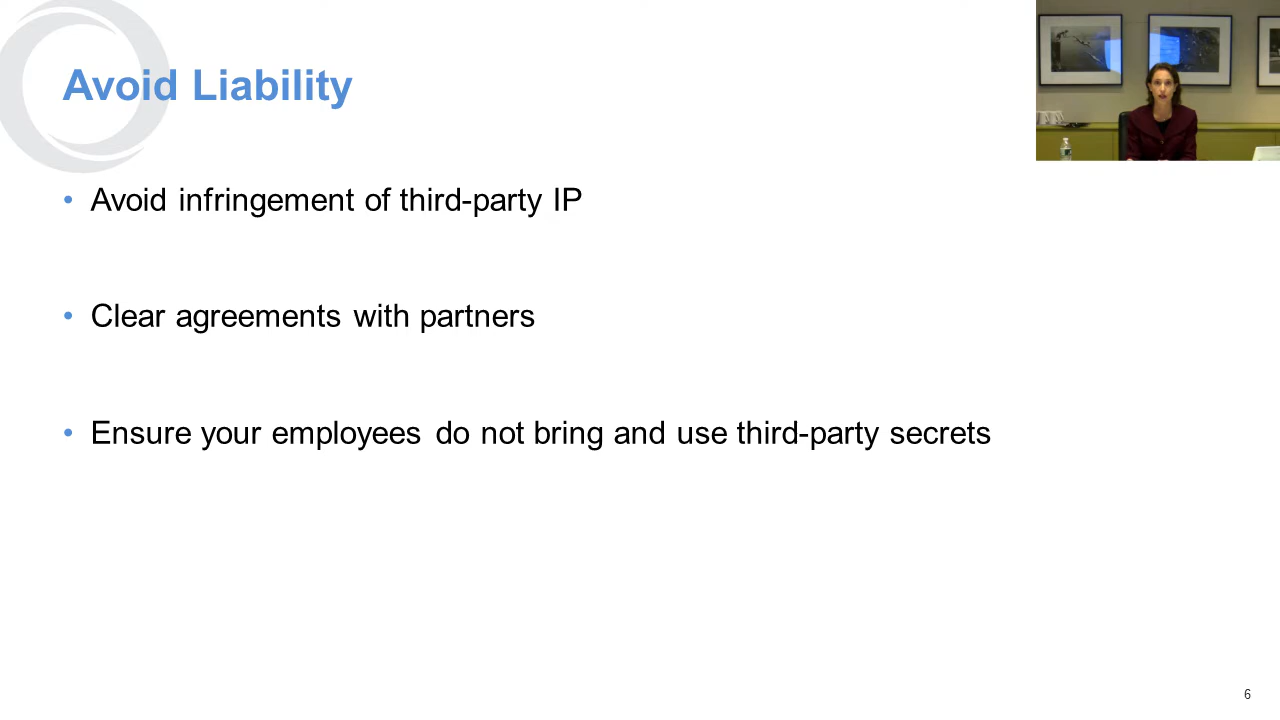 Avoid Liability
• Avoid infringement of third-party IP
• Clear agreements with partners
• Ensure your employees do not bring and use third-party secrets
6